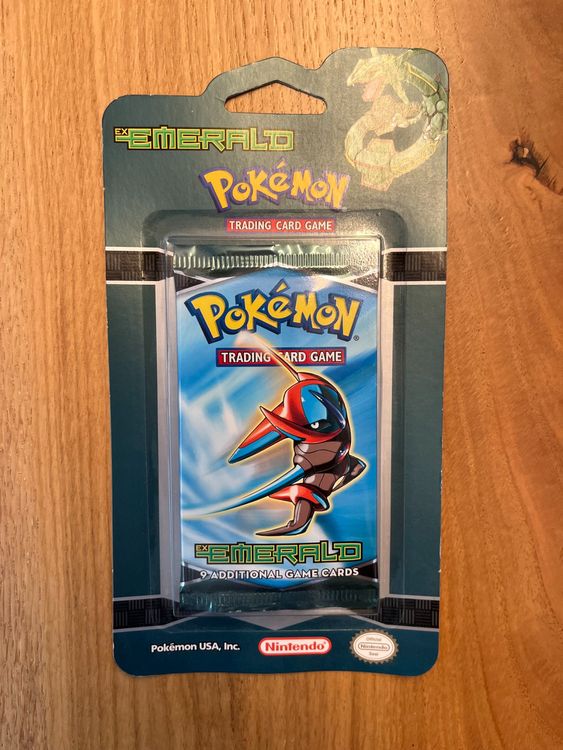 EX EMERALD
POKéMON
TRADING CARD GAME
POKéMON®
TRADING CARD GAME
EX EMERALD
9 ADDITIONAL GAME CARDS
Pokémon USA, Inc.
Nintendo
Official
Nintendo
Seal